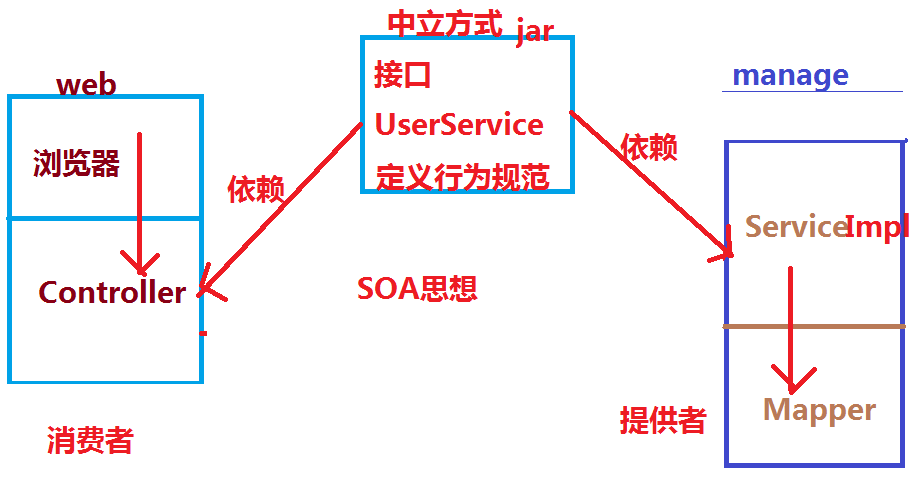 中立方式 jar
web
接口
UserService
定义行为规范
manage
浏览器
依赖
依赖
ServiceImpl
Controller
SOA思想
Mapper
消费者
提供者